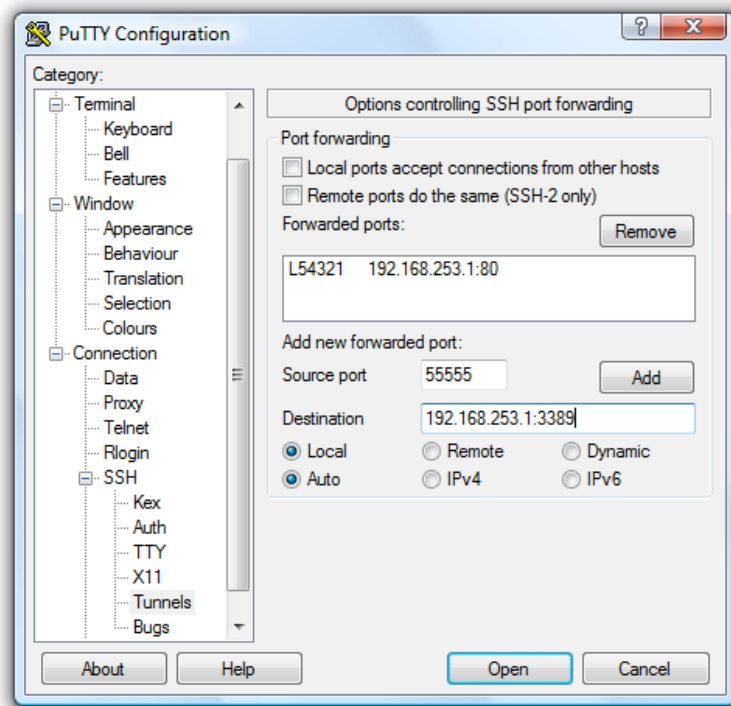 PuTTY Configuration
?
X
Category:
Terminal
Keyboard
Bell
Features
Window
Appearance
Behaviour
Translation
Selection
Colours
Connection
Data
Proxy
Telnet
Rlogin
SSH
Kex
Auth
TTY
X11
Tunnels
Bugs
Options controlling SSH port forwarding
Port forwarding
Local ports accept connections from other hosts
Remote ports do the same (SSH-2 only)
Forwarded ports:
Remove
L54321 192.168.253.1:80
Add new forwarded port:
Source port 55555 Add
Destination 192.168.253.1:3389
Local Remote Dynamic
Auto IPv4 IPv6
About Help Open Cancel